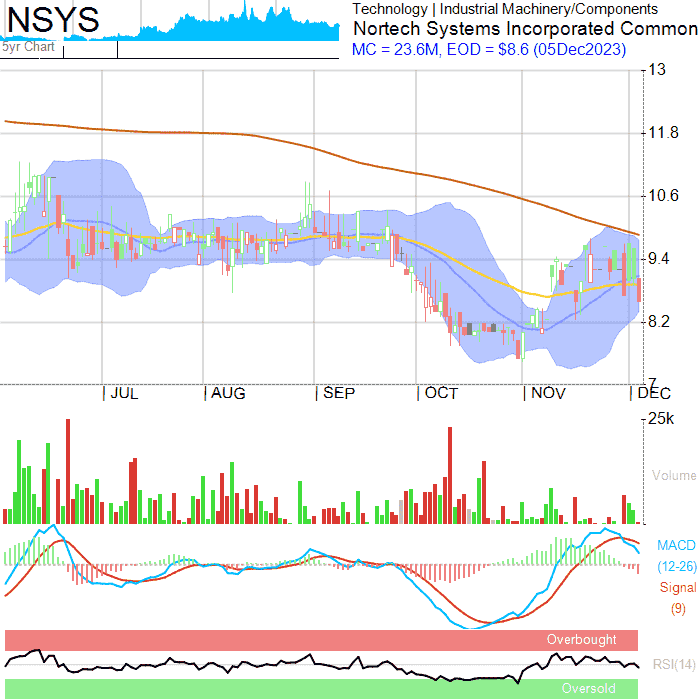 NSYS
5yr Chart
Technology | Industrial Machinery/Components
Nortech Systems Incorporated Common
MC = 23.6M, EOD = $8.6 (05Dec2023)
13
11.8
10.6
9.4
8.2
7
| JUL | AUG | SEP | OCT | NOV | DEC
25k
Volume
MACD
(12-26)
Signal
(9)
Overbought
RSI(14)
Oversold